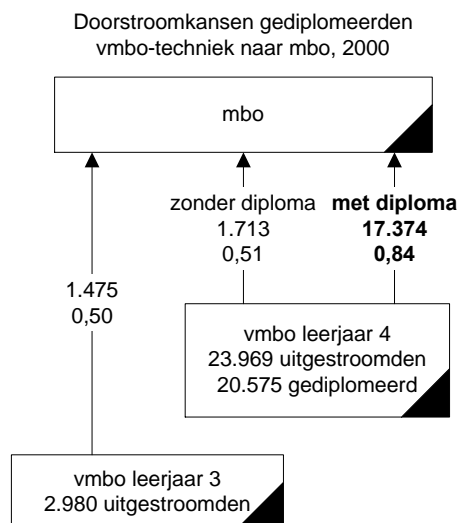 Doorstroomkansen gediplomeerden
vmbo-techniek naar mbo, 2000
mbo
zonder diploma
1.713
0,51
met diploma
17.374
0,84
1.475
0,50
vmbo leerjaar 4
23.969 uitgestroomden
20.575 gediplomeerd
vmbo leerjaar 3
2.980 uitgestroomden